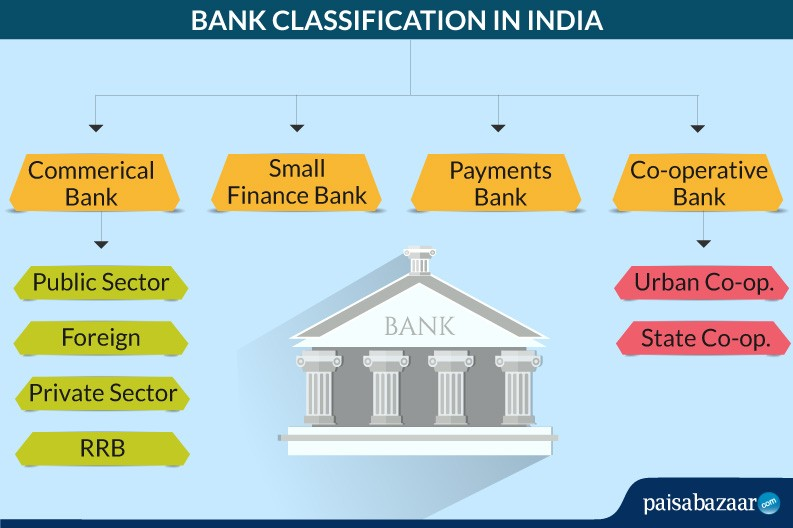 BANK CLASSIFICATION IN INDIA
Commerical
Bank
Small
Finance Bank
Payments
Bank
Co-operative
Bank
Public Sector
Foreign
Private Sector
RRB
BANK
Urban Co-op.
State Co-op.
paisabazaar.com